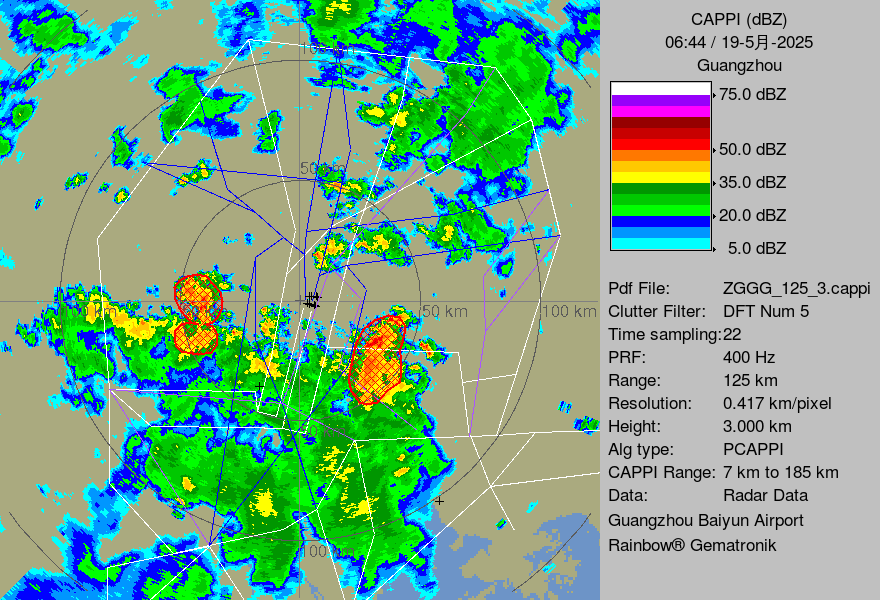 CAPPI (dBZ)
06:44 / 19-5月-2025
Guangzhou
75.0 dBZ
50.0 dBZ
35.0 dBZ
20.0 dBZ
5.0 dBZ
Pdf File: ZGGG_125_3.cappi
Clutter Filter: DFT Num 5
Time sampling:22
PRF: 400 Hz
Range: 125 km
Resolution: 0.417 km/pixel
Height: 3.000 km
Alg type: PCAPPI
CAPPI Range: 7 km to 185 km
Data: Radar Data
Guangzhou Baiyun Airport
Rainbow® Gematronik
50 km
100 km
100 km